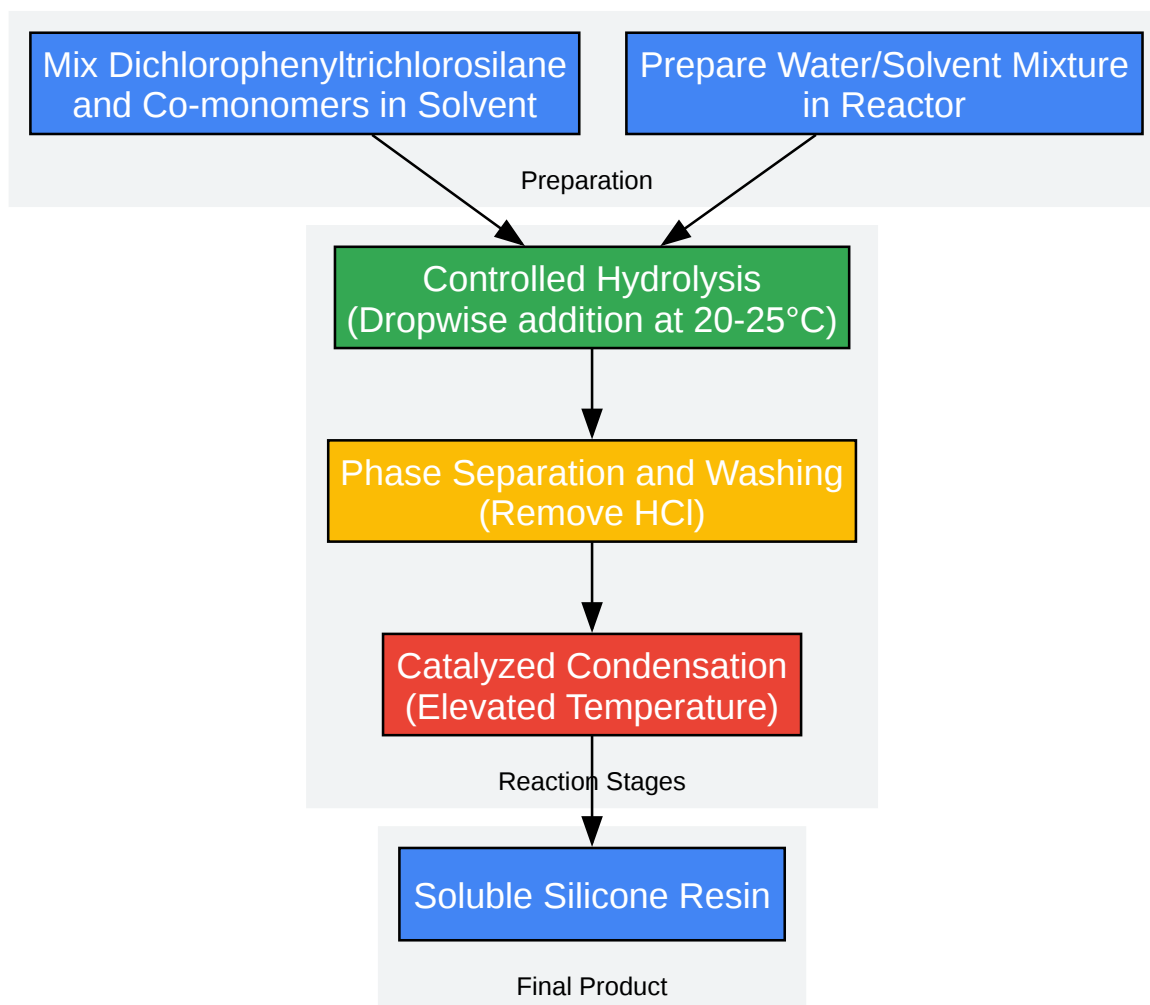 Mix Dichlorophenyltrichlorosilane
and Co-monomers in Solvent
Prepare Water/Solvent Mixture
in Reactor
Preparation
Controlled Hydrolysis
(Dropwise addition at 20-25°C)
Phase Separation and Washing
(Remove HCl)
Catalyzed Condensation
(Elevated Temperature)
Reaction Stages
Soluble Silicone Resin
Final Product